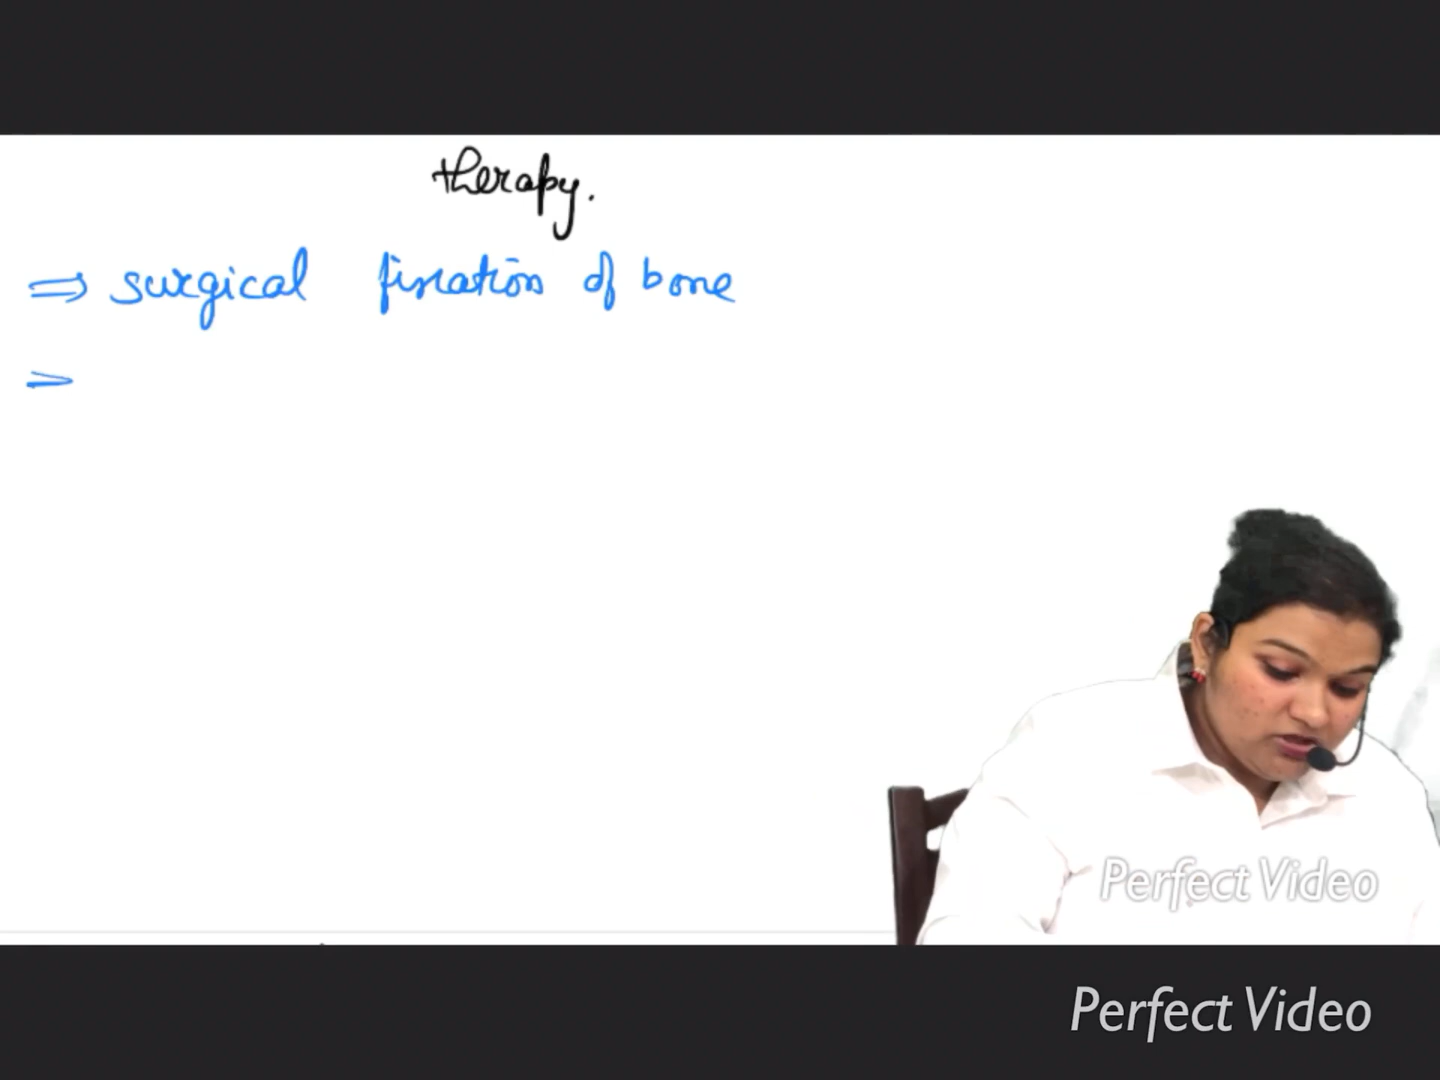 therapy.
⇒ surgical fixation of bone
=>
Perfect Video
Perfect Video